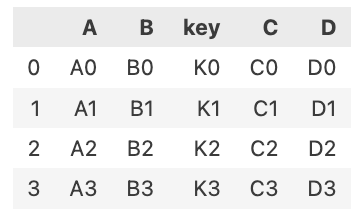 A B key C D
0 A0 B0 K0 C0 D0
1 A1 B1 K1 C1 D1
2 A2 B2 K2 C2 D2
3 A3 B3 K3 C3 D3